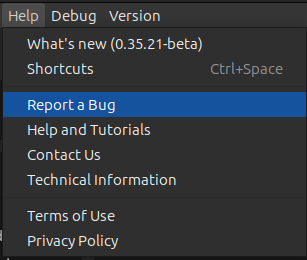 Help Debug Version
What's new (0.35.21-beta)
Shortcuts Ctrl+Space
Report a Bug
Help and Tutorials
Contact Us
Technical Information
Terms of Use
Privacy Policy